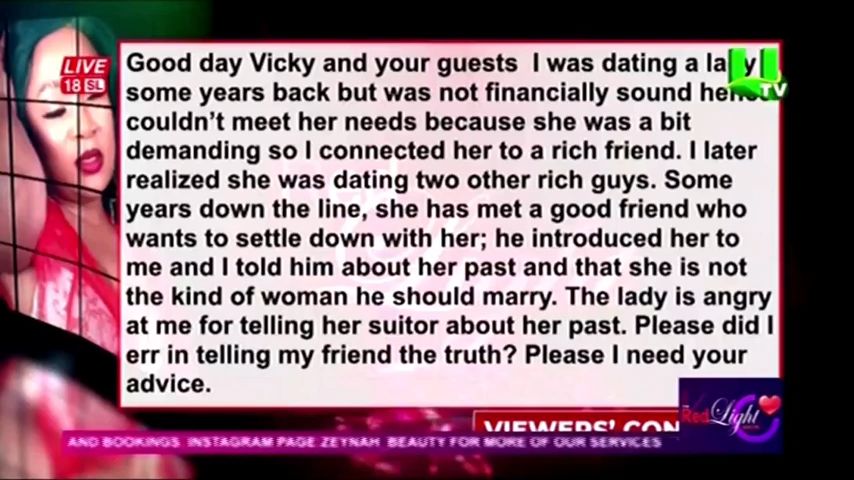 LIVE
18 SL
U
TV
Good day Vicky and your guests I was dating a
some years back but was not financially sound
couldn't meet her needs because she was a bit
demanding so I connected her to a rich friend. I later
realized she was dating two other rich guys. Some
years down the line, she has met a good friend who
wants to settle down with her; he introduced her to
me and I told him about her past and that she is not
the kind of woman he should marry. The lady is angry
at me for telling her suitor about her past. Please did I
err in telling my friend the truth? Please I need your
advice.
Red Light
VIEWERS'
AND BOOKINGS INSTAGRAM PAGE ZEYNAH BEAUTY FOR MORE OF OUR SERVICES